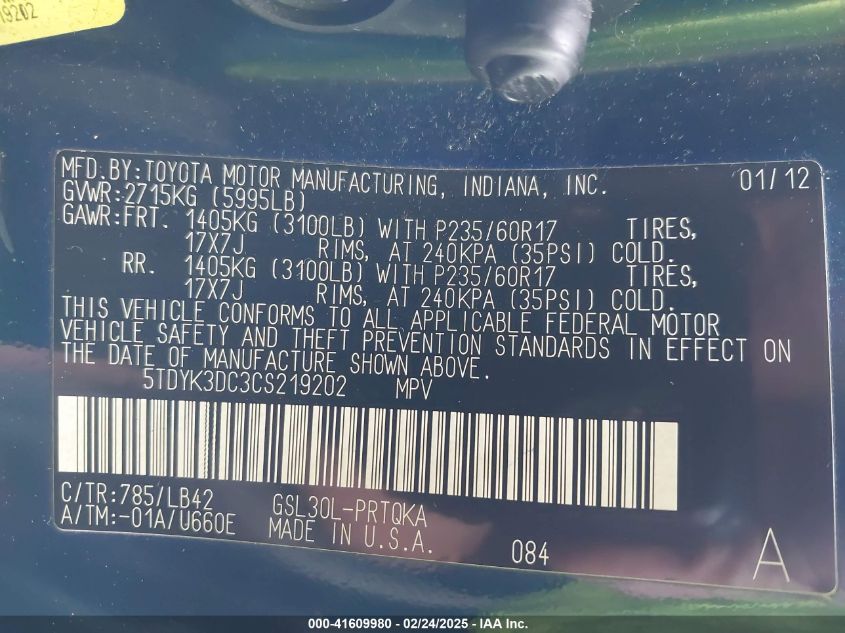 19202
MFD.BY:TOYOTA MOTOR MANUFACTURING, INDIANA, INC. 01/12
GVWR:2715KG (5995LB)
GAWR:FRT. 1405KG (3100LB) WITH P235/60R17 TIRES,
17X7J RIMS, AT 240KPA (35PSI) COLD.
RR. 1405KG (3100LB) WITH P235/60R17 TIRES,
17X7J RIMS, AT 240KPA (35PSI) COLD.
THIS VEHICLE CONFORMS TO ALL APPLICABLE FEDERAL MOTOR
VEHICLE SAFETY AND THEFT PREVENTION STANDARDS IN EFFECT ON
THE DATE OF MANUFACTURE SHOWN ABOVE.
5TDYK3DC3CS219202 MPV
C/TR:785/LB42 GSL30L-PRTQKA
A/TM:-01A/U660E MADE IN U.S.A. 084 A
000-41609980 - 02/24/2025 - IAA Inc.